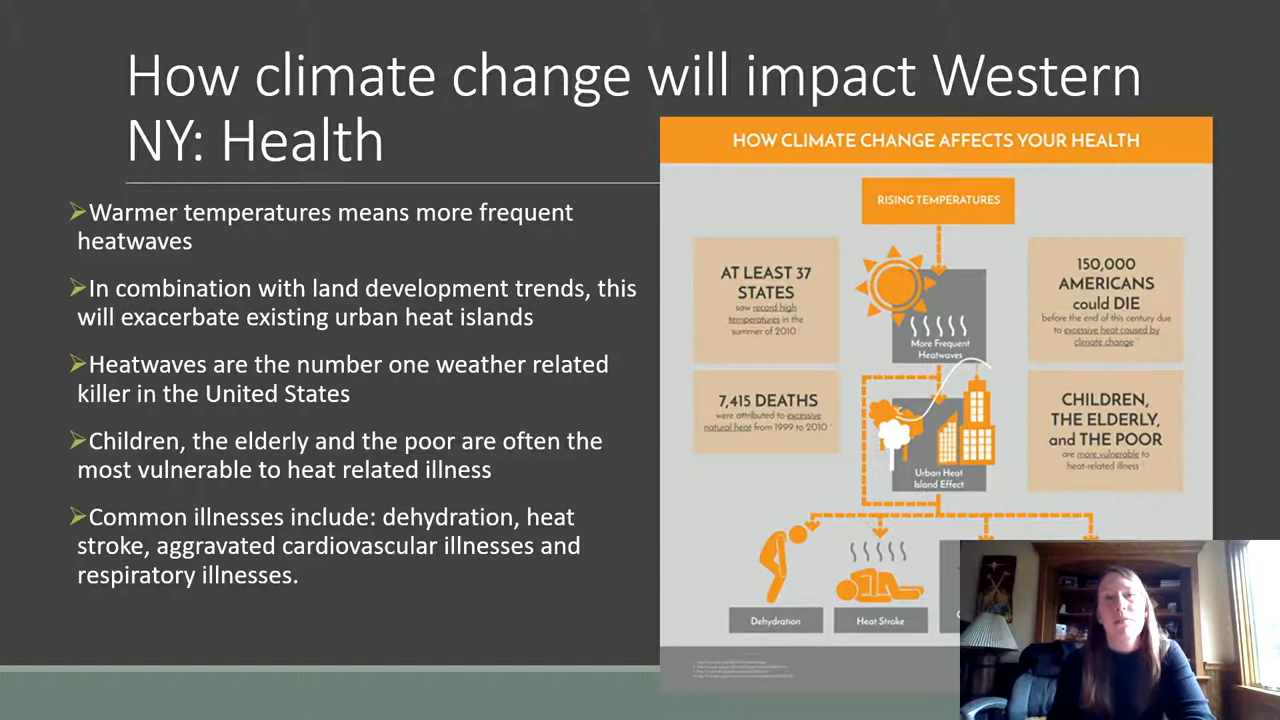 How climate change will impact Western
NY: Health
➢Warmer temperatures means more frequent
heatwaves
➢In combination with land development trends, this
will exacerbate existing urban heat islands
➢Heatwaves are the number one weather related
killer in the United States
➢Children, the elderly and the poor are often the
most vulnerable to heat related illness
➢Common illnesses include: dehydration, heat
stroke, aggravated cardiovascular illnesses and
respiratory illnesses.
HOW CLIMATE CHANGE AFFECTS YOUR HEALTH
RISING TEMPERATURES
AT LEAST 37
STATES
saw record high
temperatures in the
summer of 2010
150,000
AMERICANS
could DIE
before the end of this century due
to excessive heat caused by
climate change
More Frequent
Heatwaves
7,415 DEATHS
were attributed to excessive
natural heat from 1999 to 2010
CHILDREN,
THE ELDERLY,
and THE POOR
are more vulnerable to
heat-related illness
Urban Heat
Island Effect
Dehydration
Heat Stroke